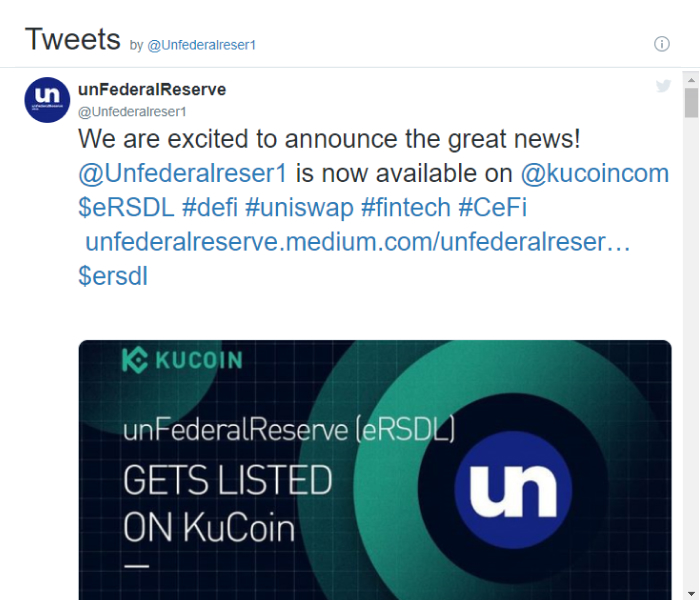 Tweets by @Unfederalreser1
un
unFederalReserve
@Unfederalreser1
We are excited to announce the great news!
@Unfederalreser1 is now available on @kucoincom
$eRSDL #defi #uniswap #fintech #CeFi
unfederalreserve.medium.com/unfederalreser…
$ersdl
KUCOIN
unFederalReserve (eRSDL)
GETS LISTED
ON KuCoin
un